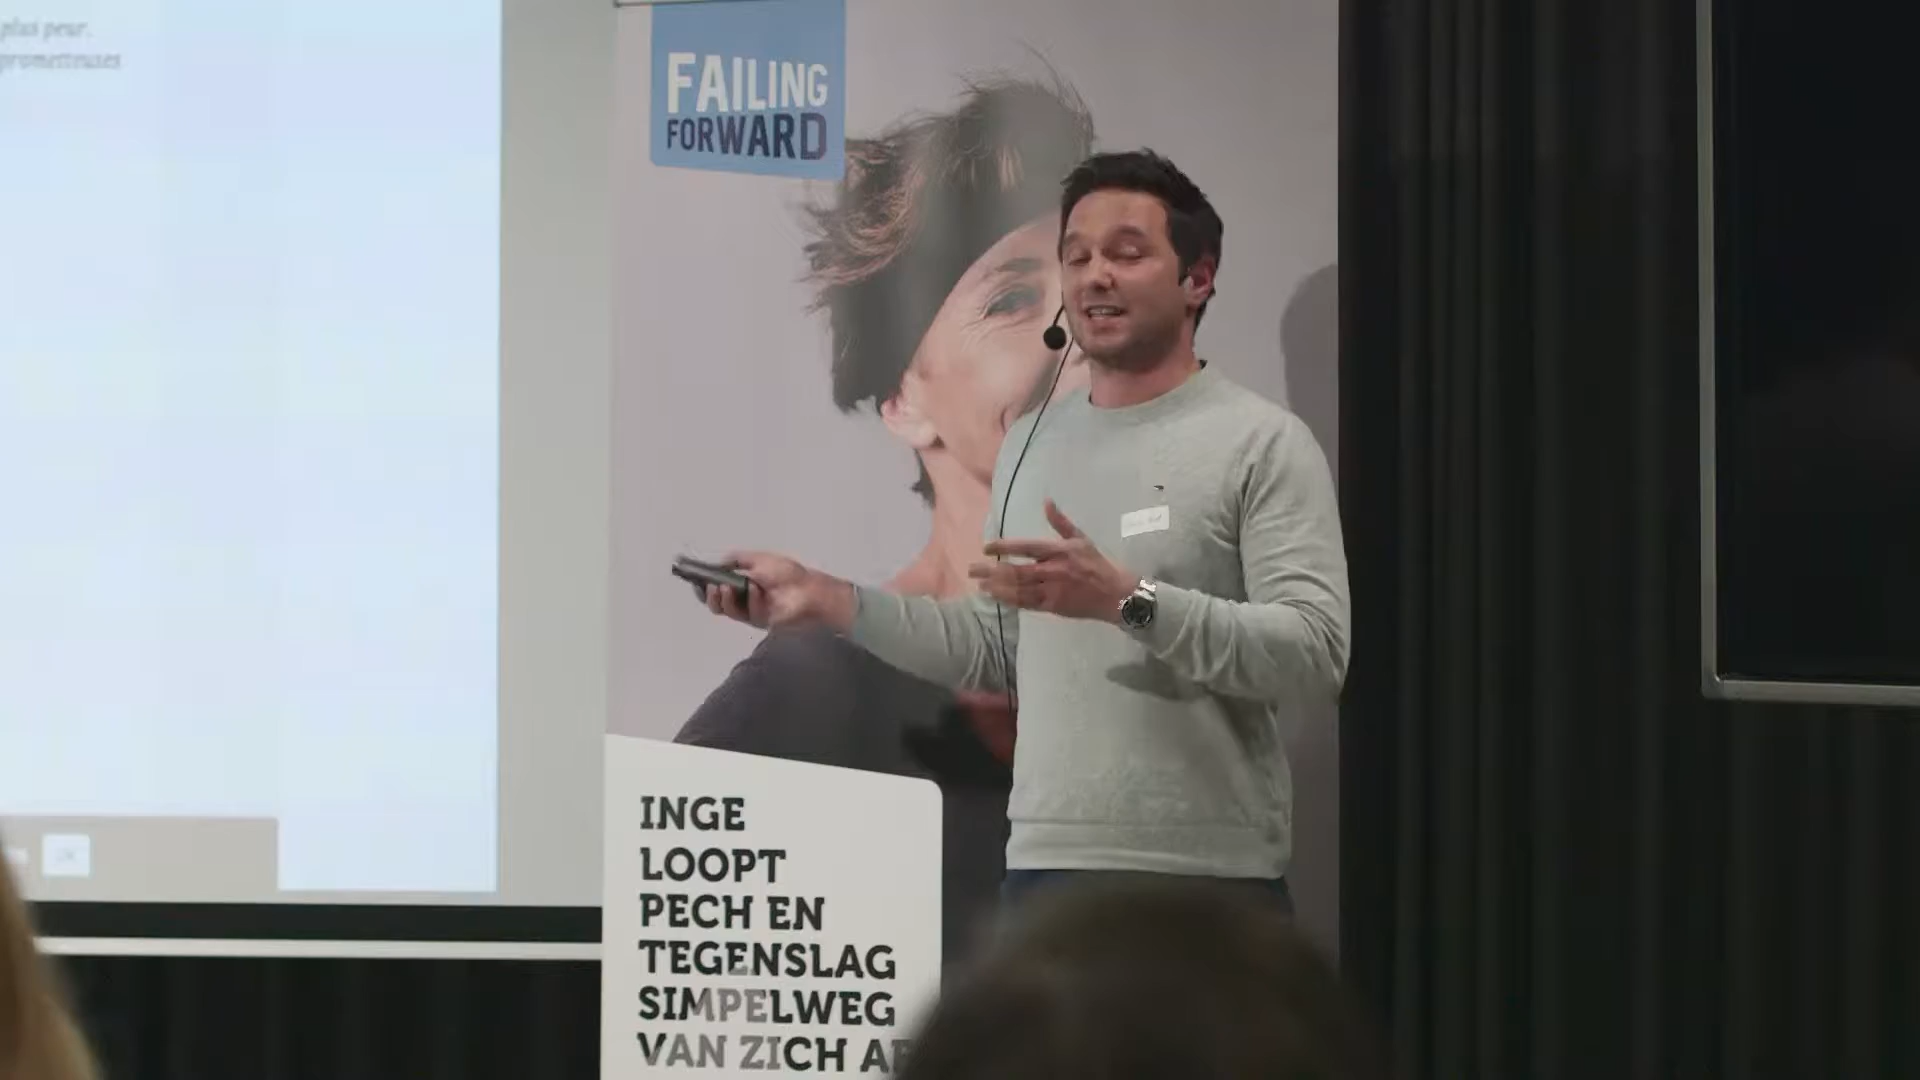 plus peur.
prometteuses
FAILING
FORWARD
INGE
LOOPT
PECH EN
TEGENSLAG
SIMPELWEG
VAN ZICH